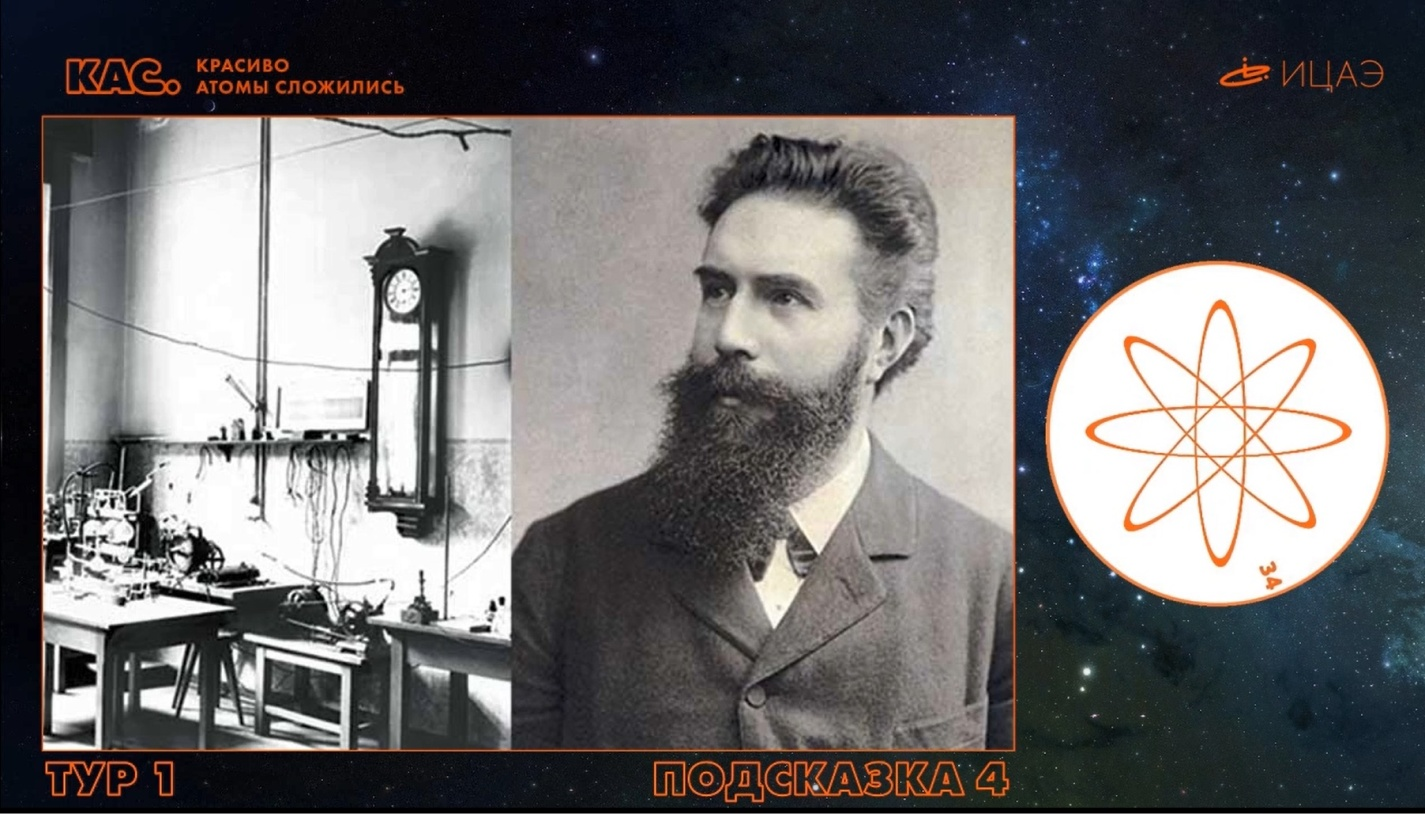 КАС.
КРАСИВО
АТОМЫ СЛОЖИЛИСЬ
ИЦАЭ
34
ТУР 1
ПОДСКАЗКА 4